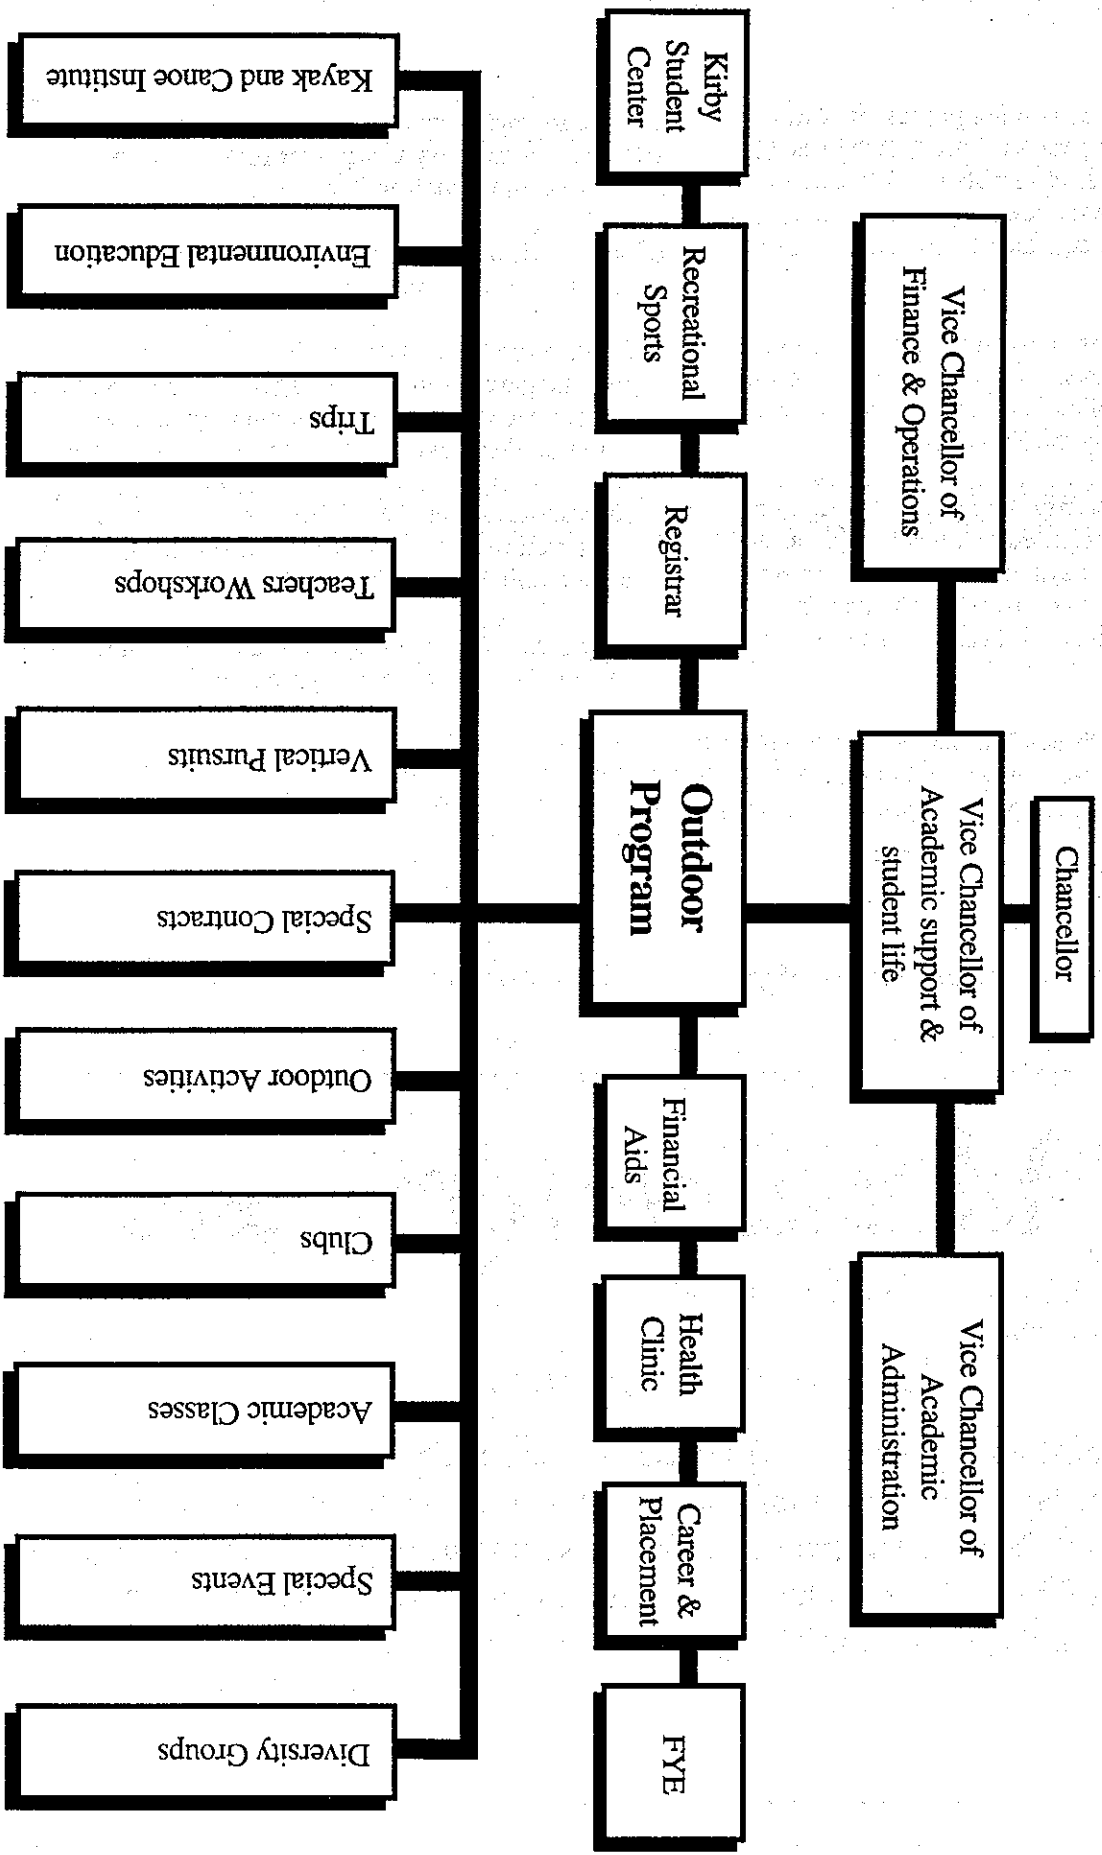 Chancellor
Vice Chancellor of
Finance & Operations
Vice Chancellor of
Academic support &
student life
Vice Chancellor of
Academic
Administration
Kirby
Student
Center
Recreational
Sports
Registrar
Outdoor
Program
Financial
Aids
Health
Clinic
Career &
Placement
FYE
Kayak and Canoe Institute
Environmental Education
Trips
Teachers Workshops
Vertical Pursuits
Special Contracts
Outdoor Activities
Clubs
Academic Classes
Special Events
Diversity Groups